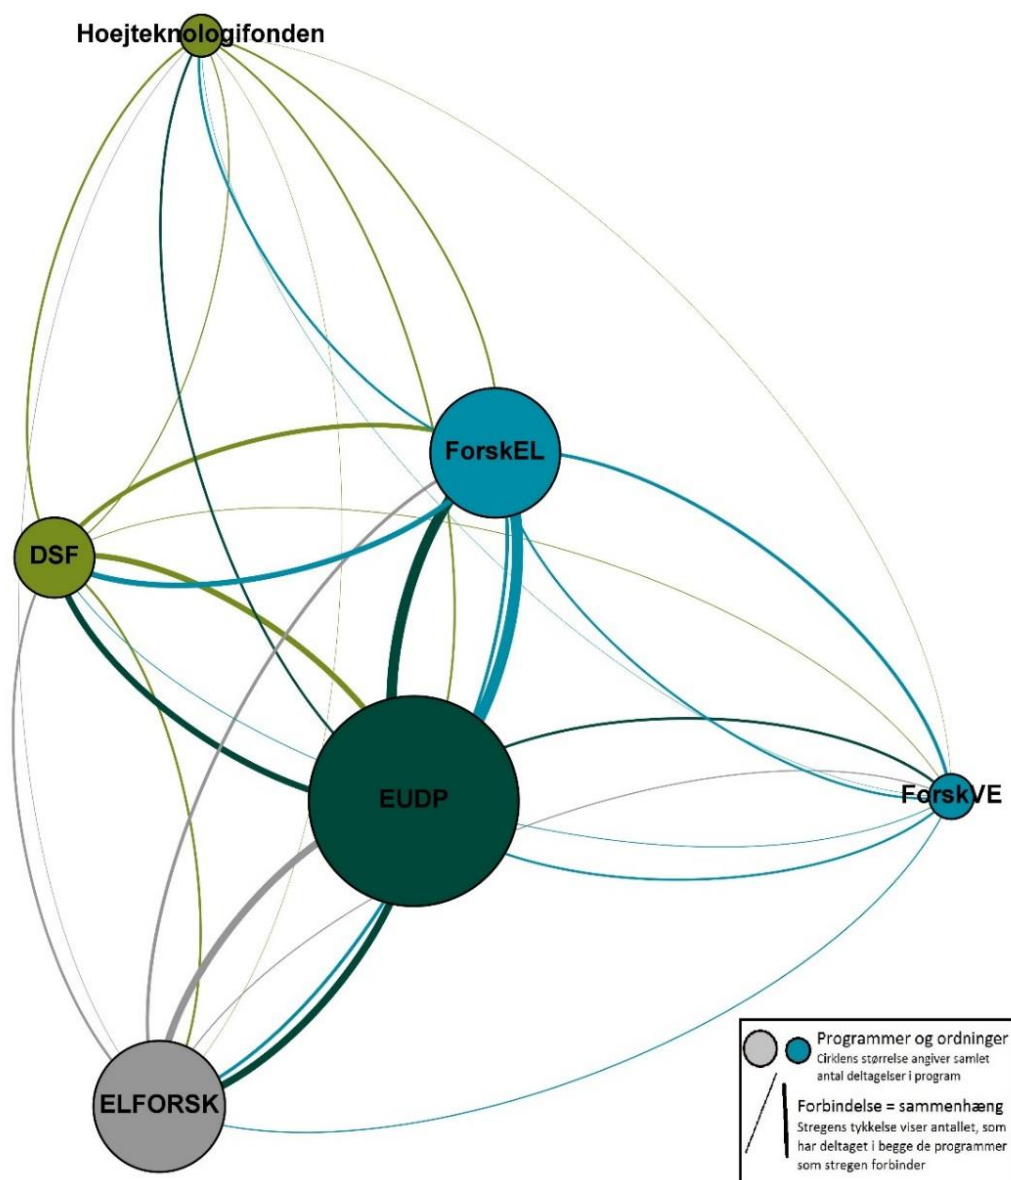 Hoejteknologifonden
ForskEL
DSF
EUDP
ForskVE
ELFORSK
Programmer og ordninger
Cirklens størrelse angiver samlet
antal deltagelser i program
Forbindelse = sammenhæng
Stregens tykkelse viser antallet, som
har deltaget i begge de programmer
som stregen forbinder